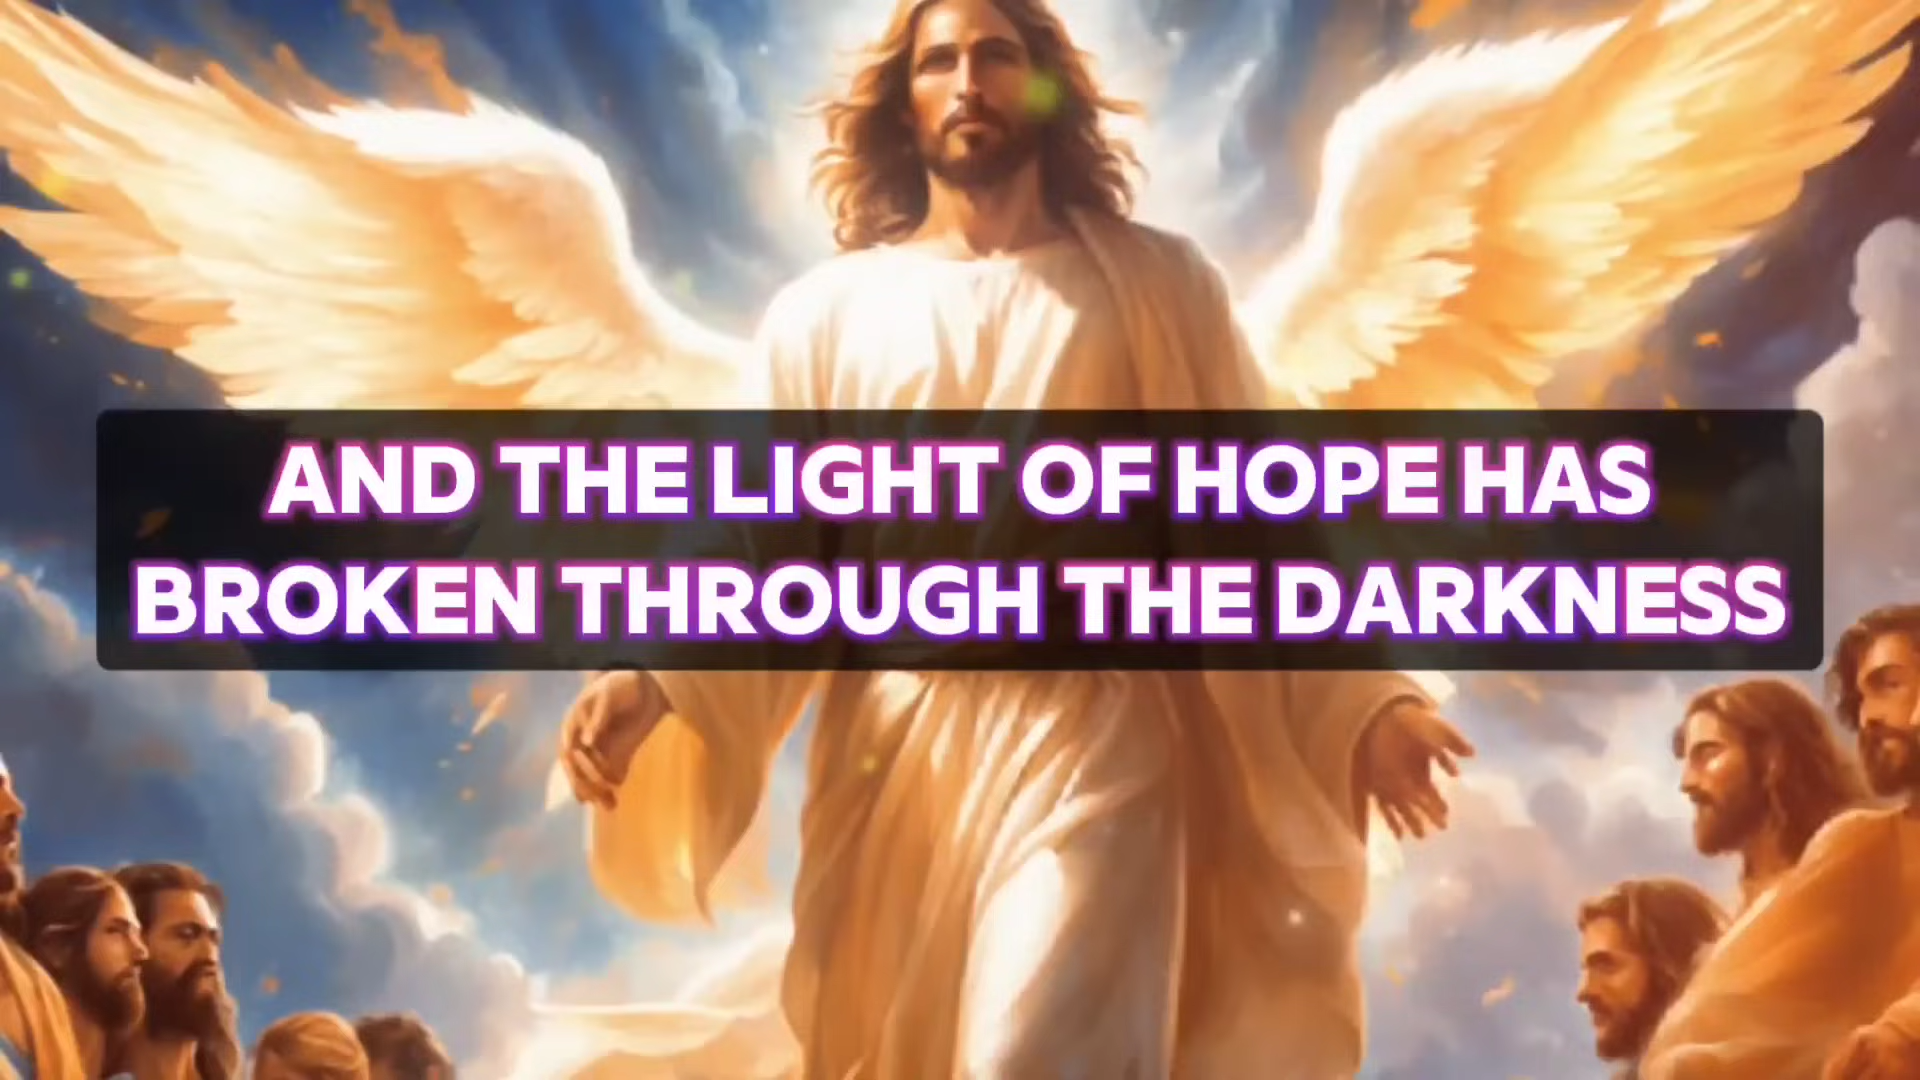 AND THE LIGHT OF HOPE HAS
BROKEN THROUGH THE DARKNESS